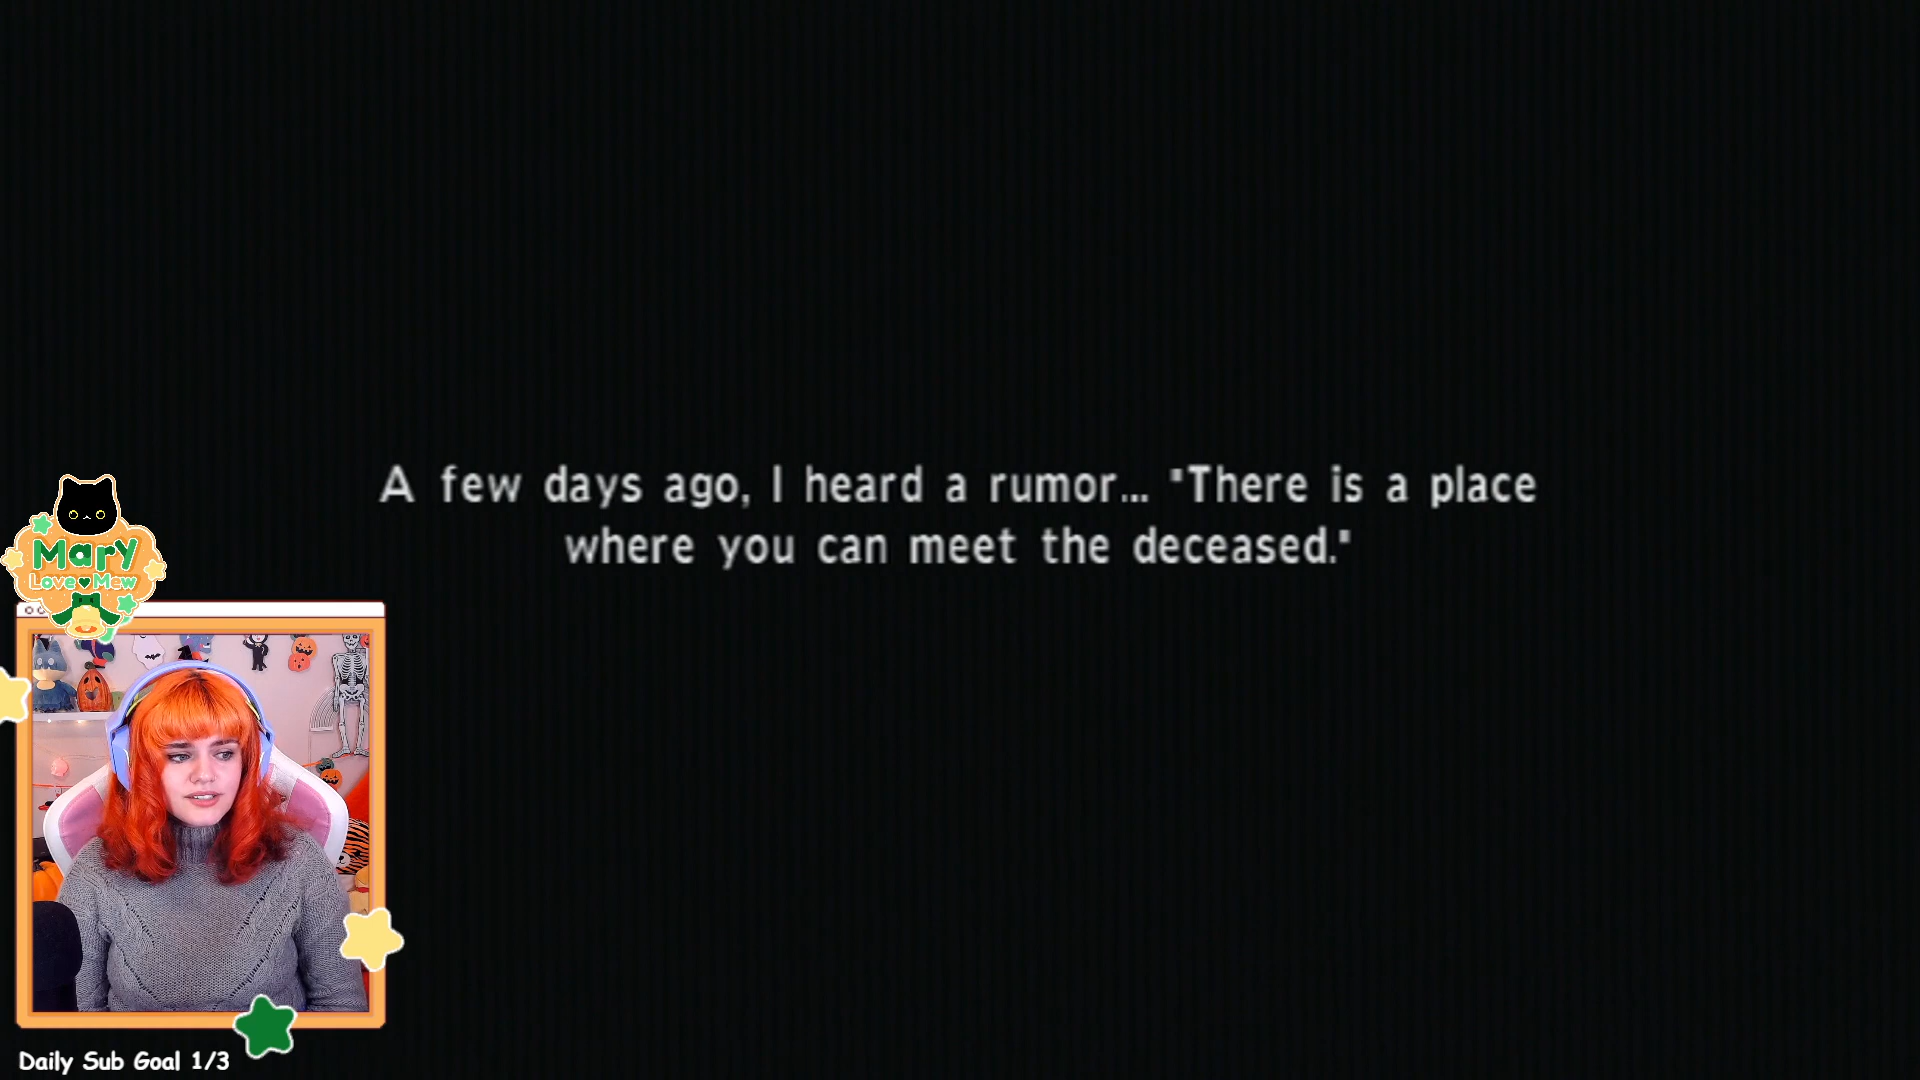 A few days ago, I heard a rumor... "There is a place
where you can meet the deceased."
Mary
Love♥Mew
Daily Sub Goal 1/3